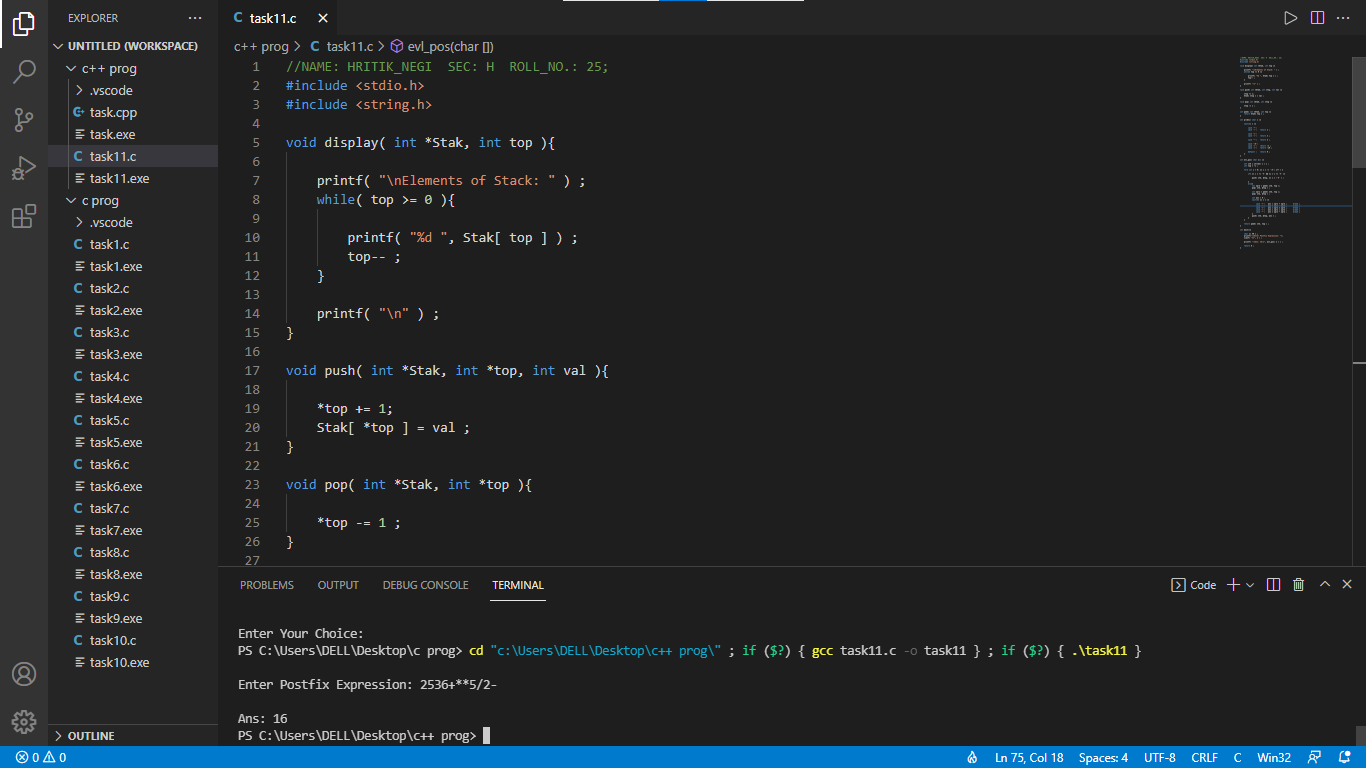 EXPLORER ···
UNTITLED (WORKSPACE)
c++ prog
.vscode
task.cpp
task.exe
C task11.c
task11.exe
c prog
.vscode
C task1.c
task1.exe
C task2.c
task2.exe
C task3.c
task3.exe
C task4.c
task4.exe
C task5.c
task5.exe
C task6.c
task6.exe
C task7.c
task7.exe
C task8.c
task8.exe
C task9.c
task9.exe
C task10.c
task10.exe
OUTLINE
C task11.c
c++ prog > C task11.c > evl_pos(char [])
1 //NAME: HRITIK_NEGI  SEC: H  ROLL_NO.: 25;
2 #include <stdio.h>
3 #include <string.h>
4
5 void display( int *Stak, int top ){
6
7     printf( "\nElements of Stack: " ) ;
8     while( top >= 0 ){
9
10         printf( "%d ", Stak[ top ] ) ;
11         top-- ;
12     }
13
14     printf( "\n" ) ;
15 }
16
17 void push( int *Stak, int *top, int val ){
18
19     *top += 1;
20     Stak[ *top ] = val ;
21 }
22
23 void pop( int *Stak, int *top ){
24
25     *top -= 1 ;
26 }
27
PROBLEMS OUTPUT DEBUG CONSOLE TERMINAL Code
Enter Your Choice:
PS C:\Users\DELL\Desktop\c prog> cd "c:\Users\DELL\Desktop\c++ prog\" ; if ($?) { gcc task11.c -o task11 } ; if ($?) { .\task11 }
Enter Postfix Expression: 2536+**5/2-
Ans: 16
PS C:\Users\DELL\Desktop\c++ prog>
0 0 Ln 75, Col 18 Spaces: 4 UTF-8 CRLF C Win32